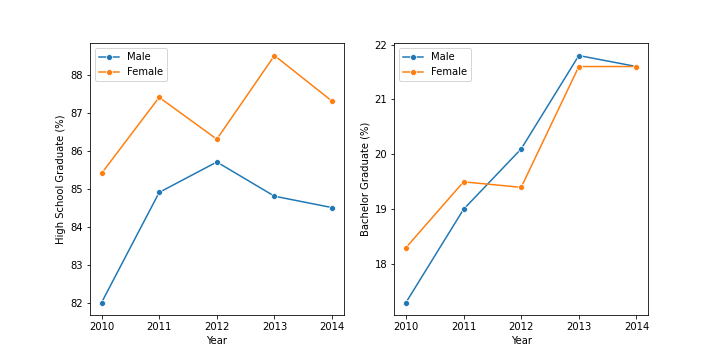 Male
Female
High School Graduate (%)
88
87
86
85
84
83
82
2010 2011 2012 2013 2014
Year
Male
Female
Bachelor Graduate (%)
22
21
20
19
18
2010 2011 2012 2013 2014
Year